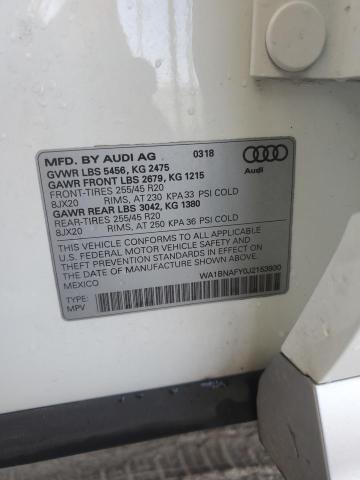 MFD. BY AUDI AG 0318
GVWR LBS 5456, KG 2475
GAWR FRONT LBS 2679, KG 1215
FRONT-TIRES 255/45 R20
8JX20 RIMS, AT 230 KPA 33 PSI COLD
GAWR REAR LBS 3042, KG 1380
REAR-TIRES 255/45 R20
8JX20 RIMS, AT 250 KPA 36 PSI COLD
Audi
THIS VEHICLE CONFORMS TO ALL APPLICABLE
U.S. FEDERAL MOTOR VEHICLE SAFETY AND
THEFT PREVENTION STANDARDS IN EFFECT ON THE
DATE OF MANUFACTURE SHOWN ABOVE. MADE IN
MEXICO
WA1BNAFY0J2153800
TYPE:
MPV